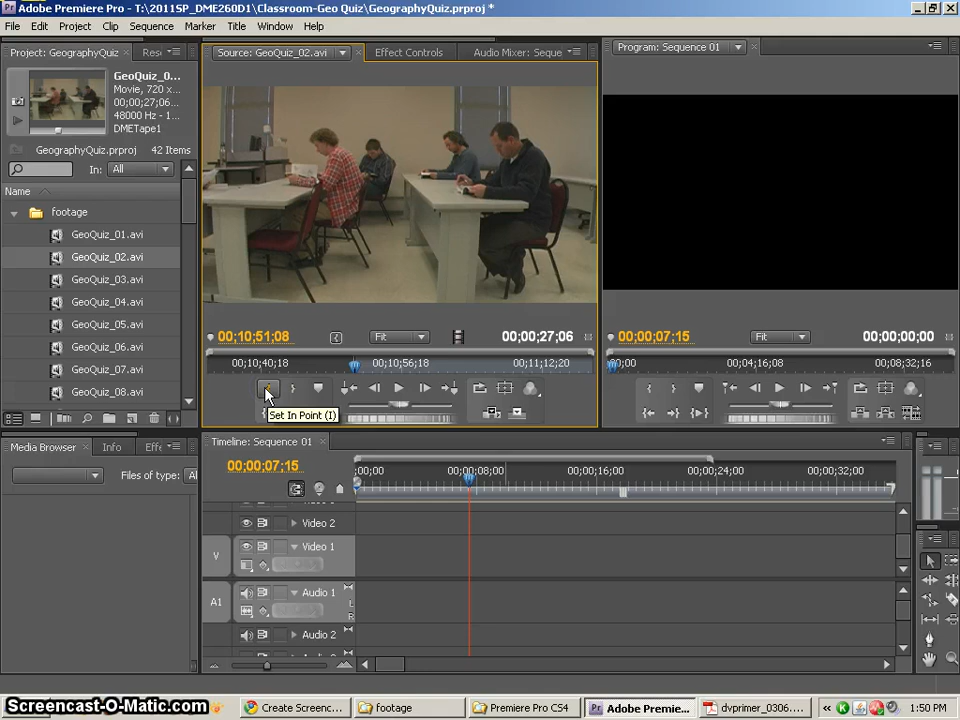 Adobe Premiere Pro - T:\2011SP_DME260D1\Classroom-Geo Quiz\GeographyQuiz.prproj *
File Edit Project Clip Sequence Marker Title Window Help
Project: GeographyQuiz
Source: GeoQuiz_02.avi
Effect Controls
Audio Mixer: Seque
Program: Sequence 01
GeoQuiz_0...
Movie, 720 x...
00;00;27;06...
48000 Hz - 1...
DMETape1
GeographyQuiz.prproj 42 Items
In: All
Name
footage
GeoQuiz_01.avi
GeoQuiz_02.avi
GeoQuiz_03.avi
GeoQuiz_04.avi
GeoQuiz_05.avi
GeoQuiz_06.avi
GeoQuiz_07.avi
GeoQuiz_08.avi
00;10;51;08
Fit
00;00;27;06
00;00;07;15
Fit
00;00;00;00
00;10;40;18 00;10;56;18 00;11;12;20
;00;00 00;04;16;08 00;08;32;16
Set In Point (I)
Media Browser
Info
Effe
Files of type: Al
Timeline: Sequence 01
00;00;07;15
;00;00 00;00;08;00 00;00;16;00 00;00;24;00 00;00;32;00
Video 2
V
Video 1
A1
Audio 1
L
R
Audio 2
Screencast-O-Matic.com
Create Screenc...
footage
Premiere Pro CS4
Adobe Premie...
dvprimer_0306....
1:50 PM